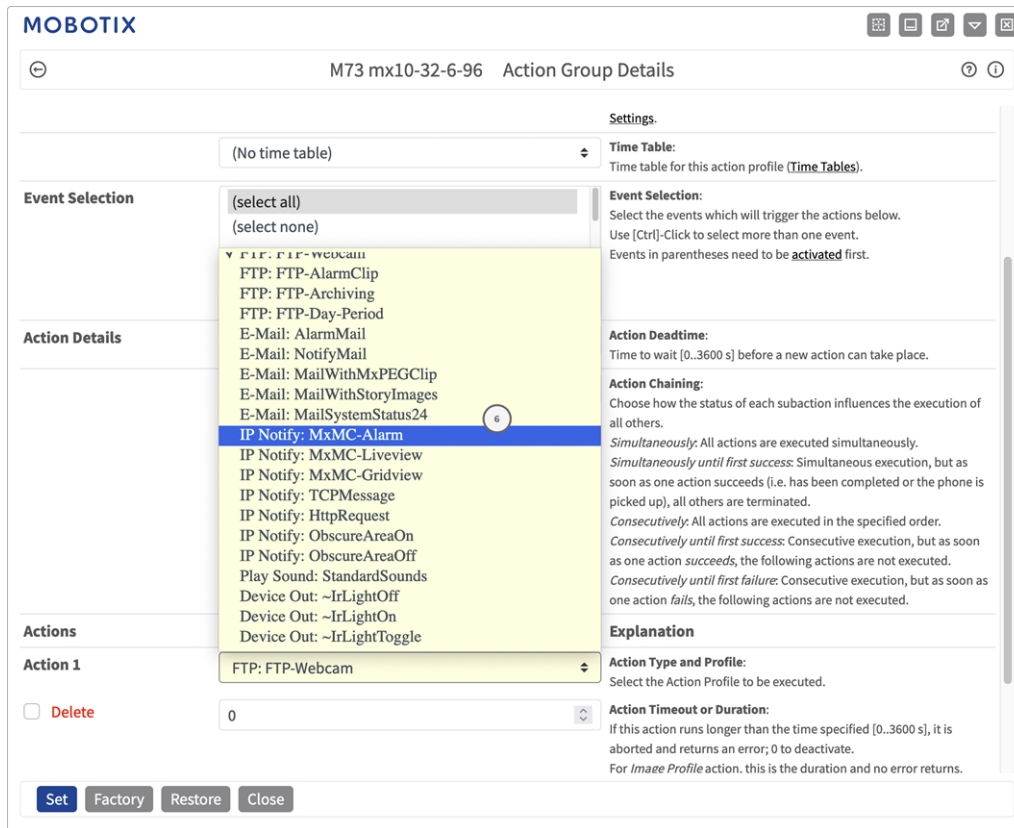 MOBOTIX
M73 mx10-32-6-96 Action Group Details
Settings.
(No time table)
Time Table:
Time table for this action profile (Time Tables).
Event Selection
(select all)
(select none)
Event Selection:
Select the events which will trigger the actions below.
Use [Ctrl]-Click to select more than one event.
Events in parentheses need to be activated first.
FTP: FTP-Webcam
FTP: FTP-AlarmClip
FTP: FTP-Archiving
FTP: FTP-Day-Period
E-Mail: AlarmMail
E-Mail: NotifyMail
E-Mail: MailWithMxPEGClip
E-Mail: MailWithStoryImages
E-Mail: MailSystemStatus24
6
IP Notify: MxMC-Alarm
IP Notify: MxMC-Liveview
IP Notify: MxMC-Gridview
IP Notify: TCPMessage
IP Notify: HttpRequest
IP Notify: ObscureAreaOn
IP Notify: ObscureAreaOff
Play Sound: StandardSounds
Device Out: ~IrLightOff
Device Out: ~IrLightOn
Device Out: ~IrLightToggle
Action Details
Action Deadtime:
Time to wait [0..3600 s] before a new action can take place.
Action Chaining:
Choose how the status of each subaction influences the execution of
all others.
Simultaneously: All actions are executed simultaneously.
Simultaneously until first success: Simultaneous execution, but as
soon as one action succeeds (i.e. has been completed or the phone is
picked up), all others are terminated.
Consecutively: All actions are executed in the specified order.
Consecutively until first success: Consecutive execution, but as soon
as one action succeeds, the following actions are not executed.
Consecutively until first failure: Consecutive execution, but as soon as
one action fails, the following actions are not executed.
Actions
Explanation
Action 1
FTP: FTP-Webcam
Action Type and Profile:
Select the Action Profile to be executed.
Delete
0
Action Timeout or Duration:
If this action runs longer than the time specified [0..3600 s], it is
aborted and returns an error; 0 to deactivate.
For Image Profile action, this is the duration and no error returns.
Set Factory Restore Close